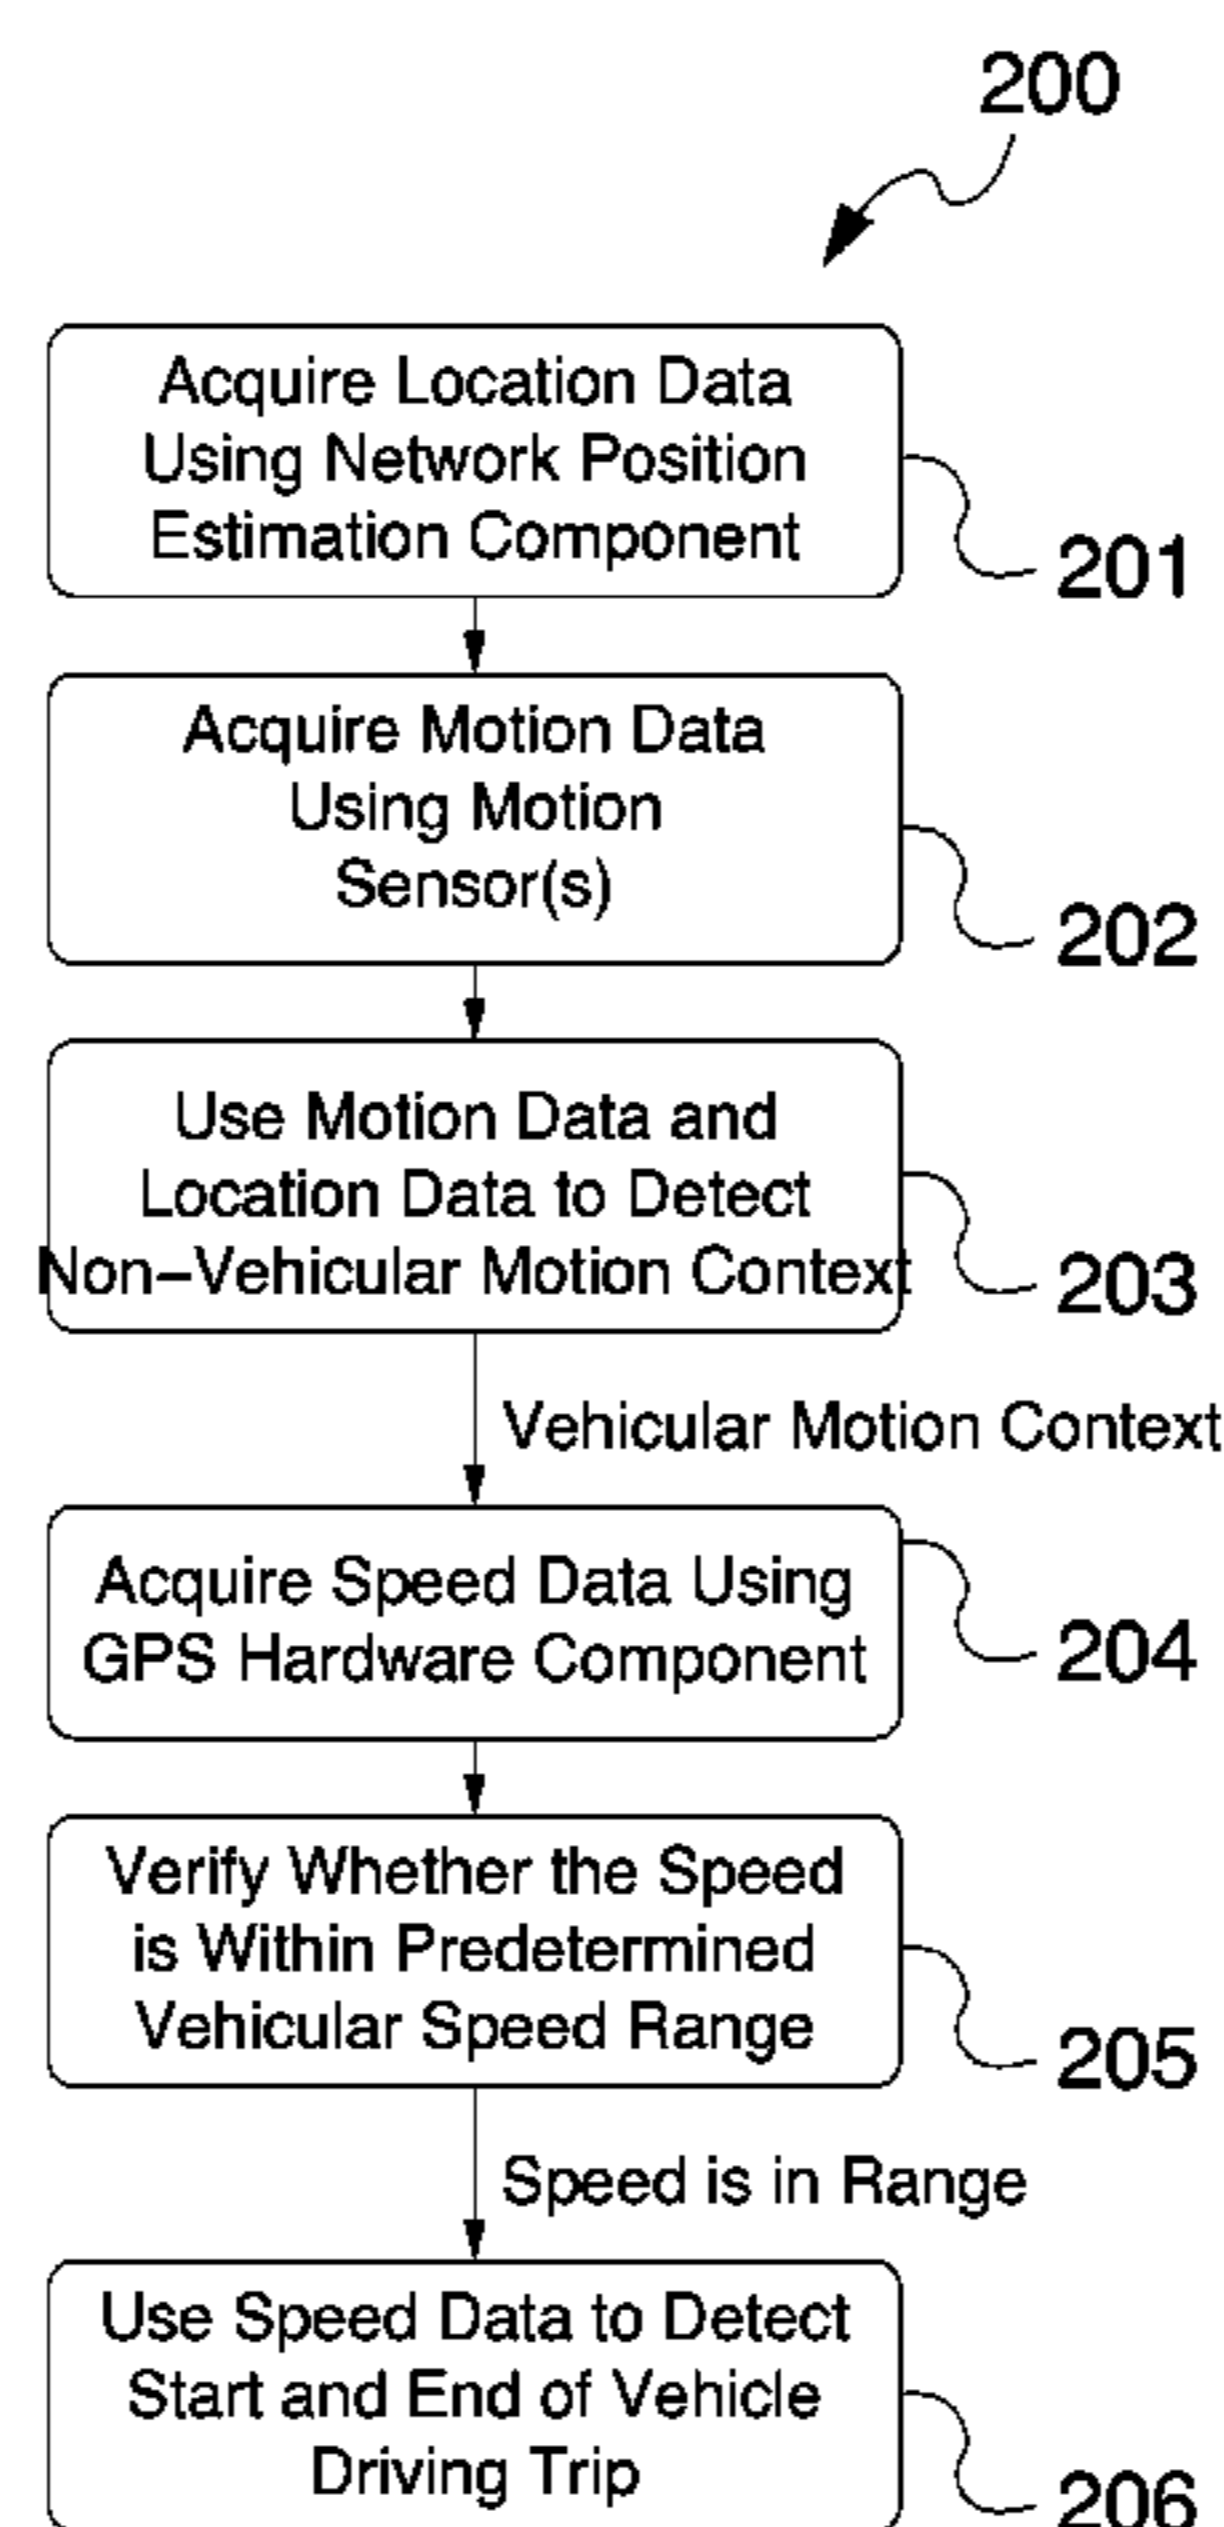 200
Acquire Location Data
Using Network Position
Estimation Component
201
Acquire Motion Data
Using Motion
Sensor(s)
202
Use Motion Data and
Location Data to Detect
Non-Vehicular Motion Context
203
Vehicular Motion Context
Acquire Speed Data Using
GPS Hardware Component
204
Verify Whether the Speed
is Within Predetermined
Vehicular Speed Range
205
Speed is in Range
Use Speed Data to Detect
Start and End of Vehicle
Driving Trip
206